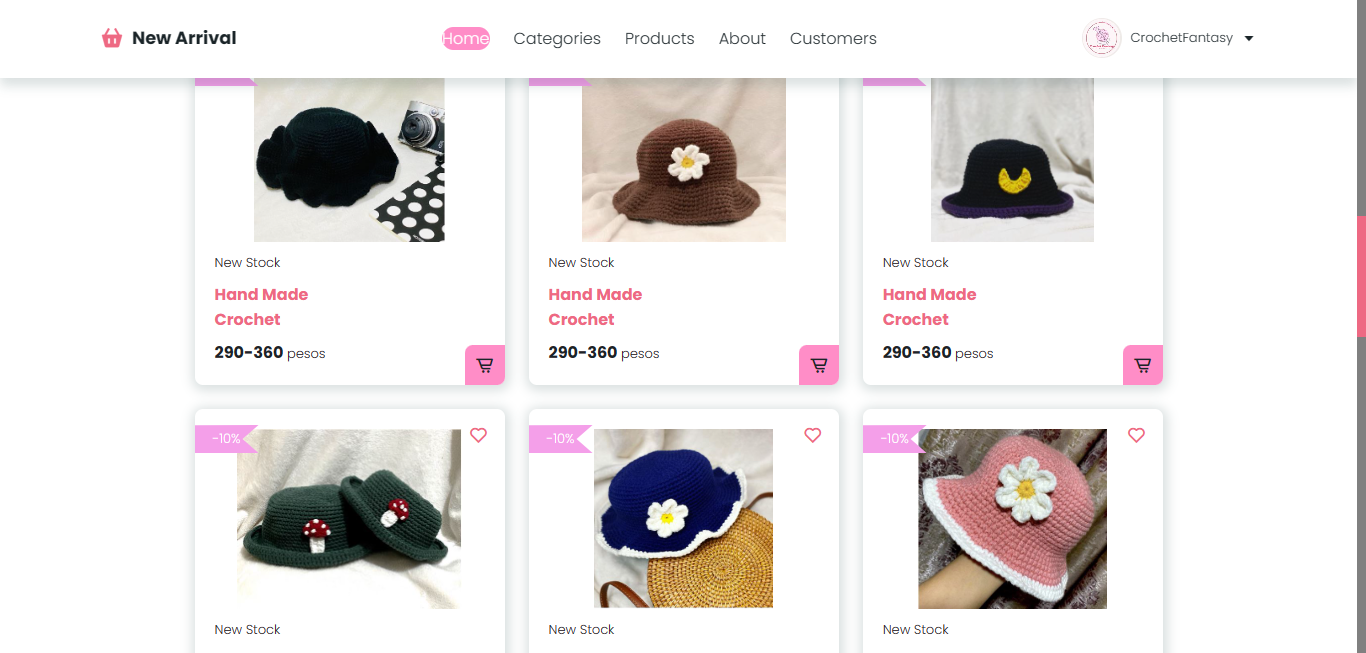 New Arrival
Home
Categories
Products
About
Customers
CrochetFantasy
New Stock
New Stock
New Stock
Hand Made
Crochet
Hand Made
Crochet
Hand Made
Crochet
290-360 pesos
290-360 pesos
290-360 pesos
-10%
-10%
-10%
New Stock
New Stock
New Stock